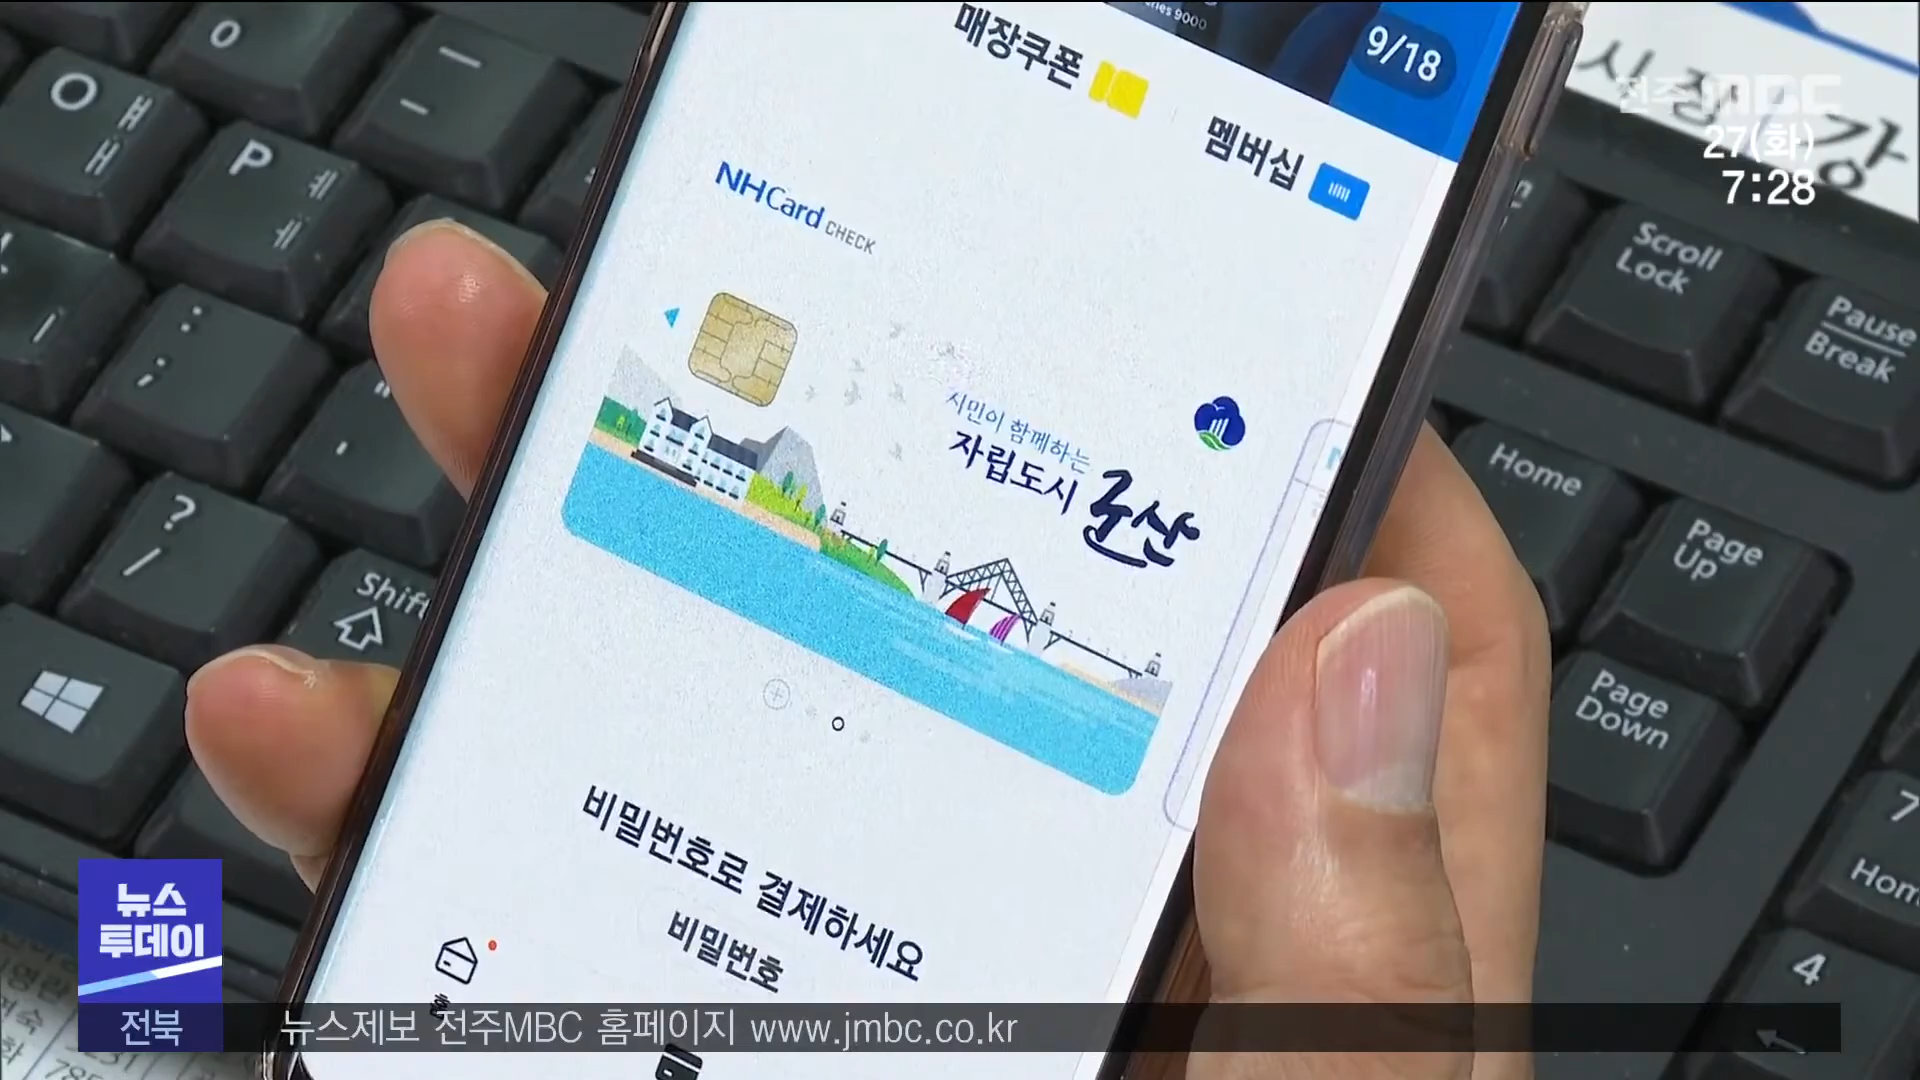 매장쿠폰
9/18
멤버십
전주MBC
27(화)
7:28
NHCard CHECK
Scroll
Lock
Pause
Break
시민이 함께하는
자립도시 군산
Home
Page
Up
Page
Down
P
ㅔ
ㅖ
ㅐ
ㅒ
;
:
?
/
Shift
비밀번호로 결제하세요
비밀번호
홈
7
Home
4
뉴스
투데이
전북
뉴스제보 전주MBC 홈페이지 www.jmbc.co.kr